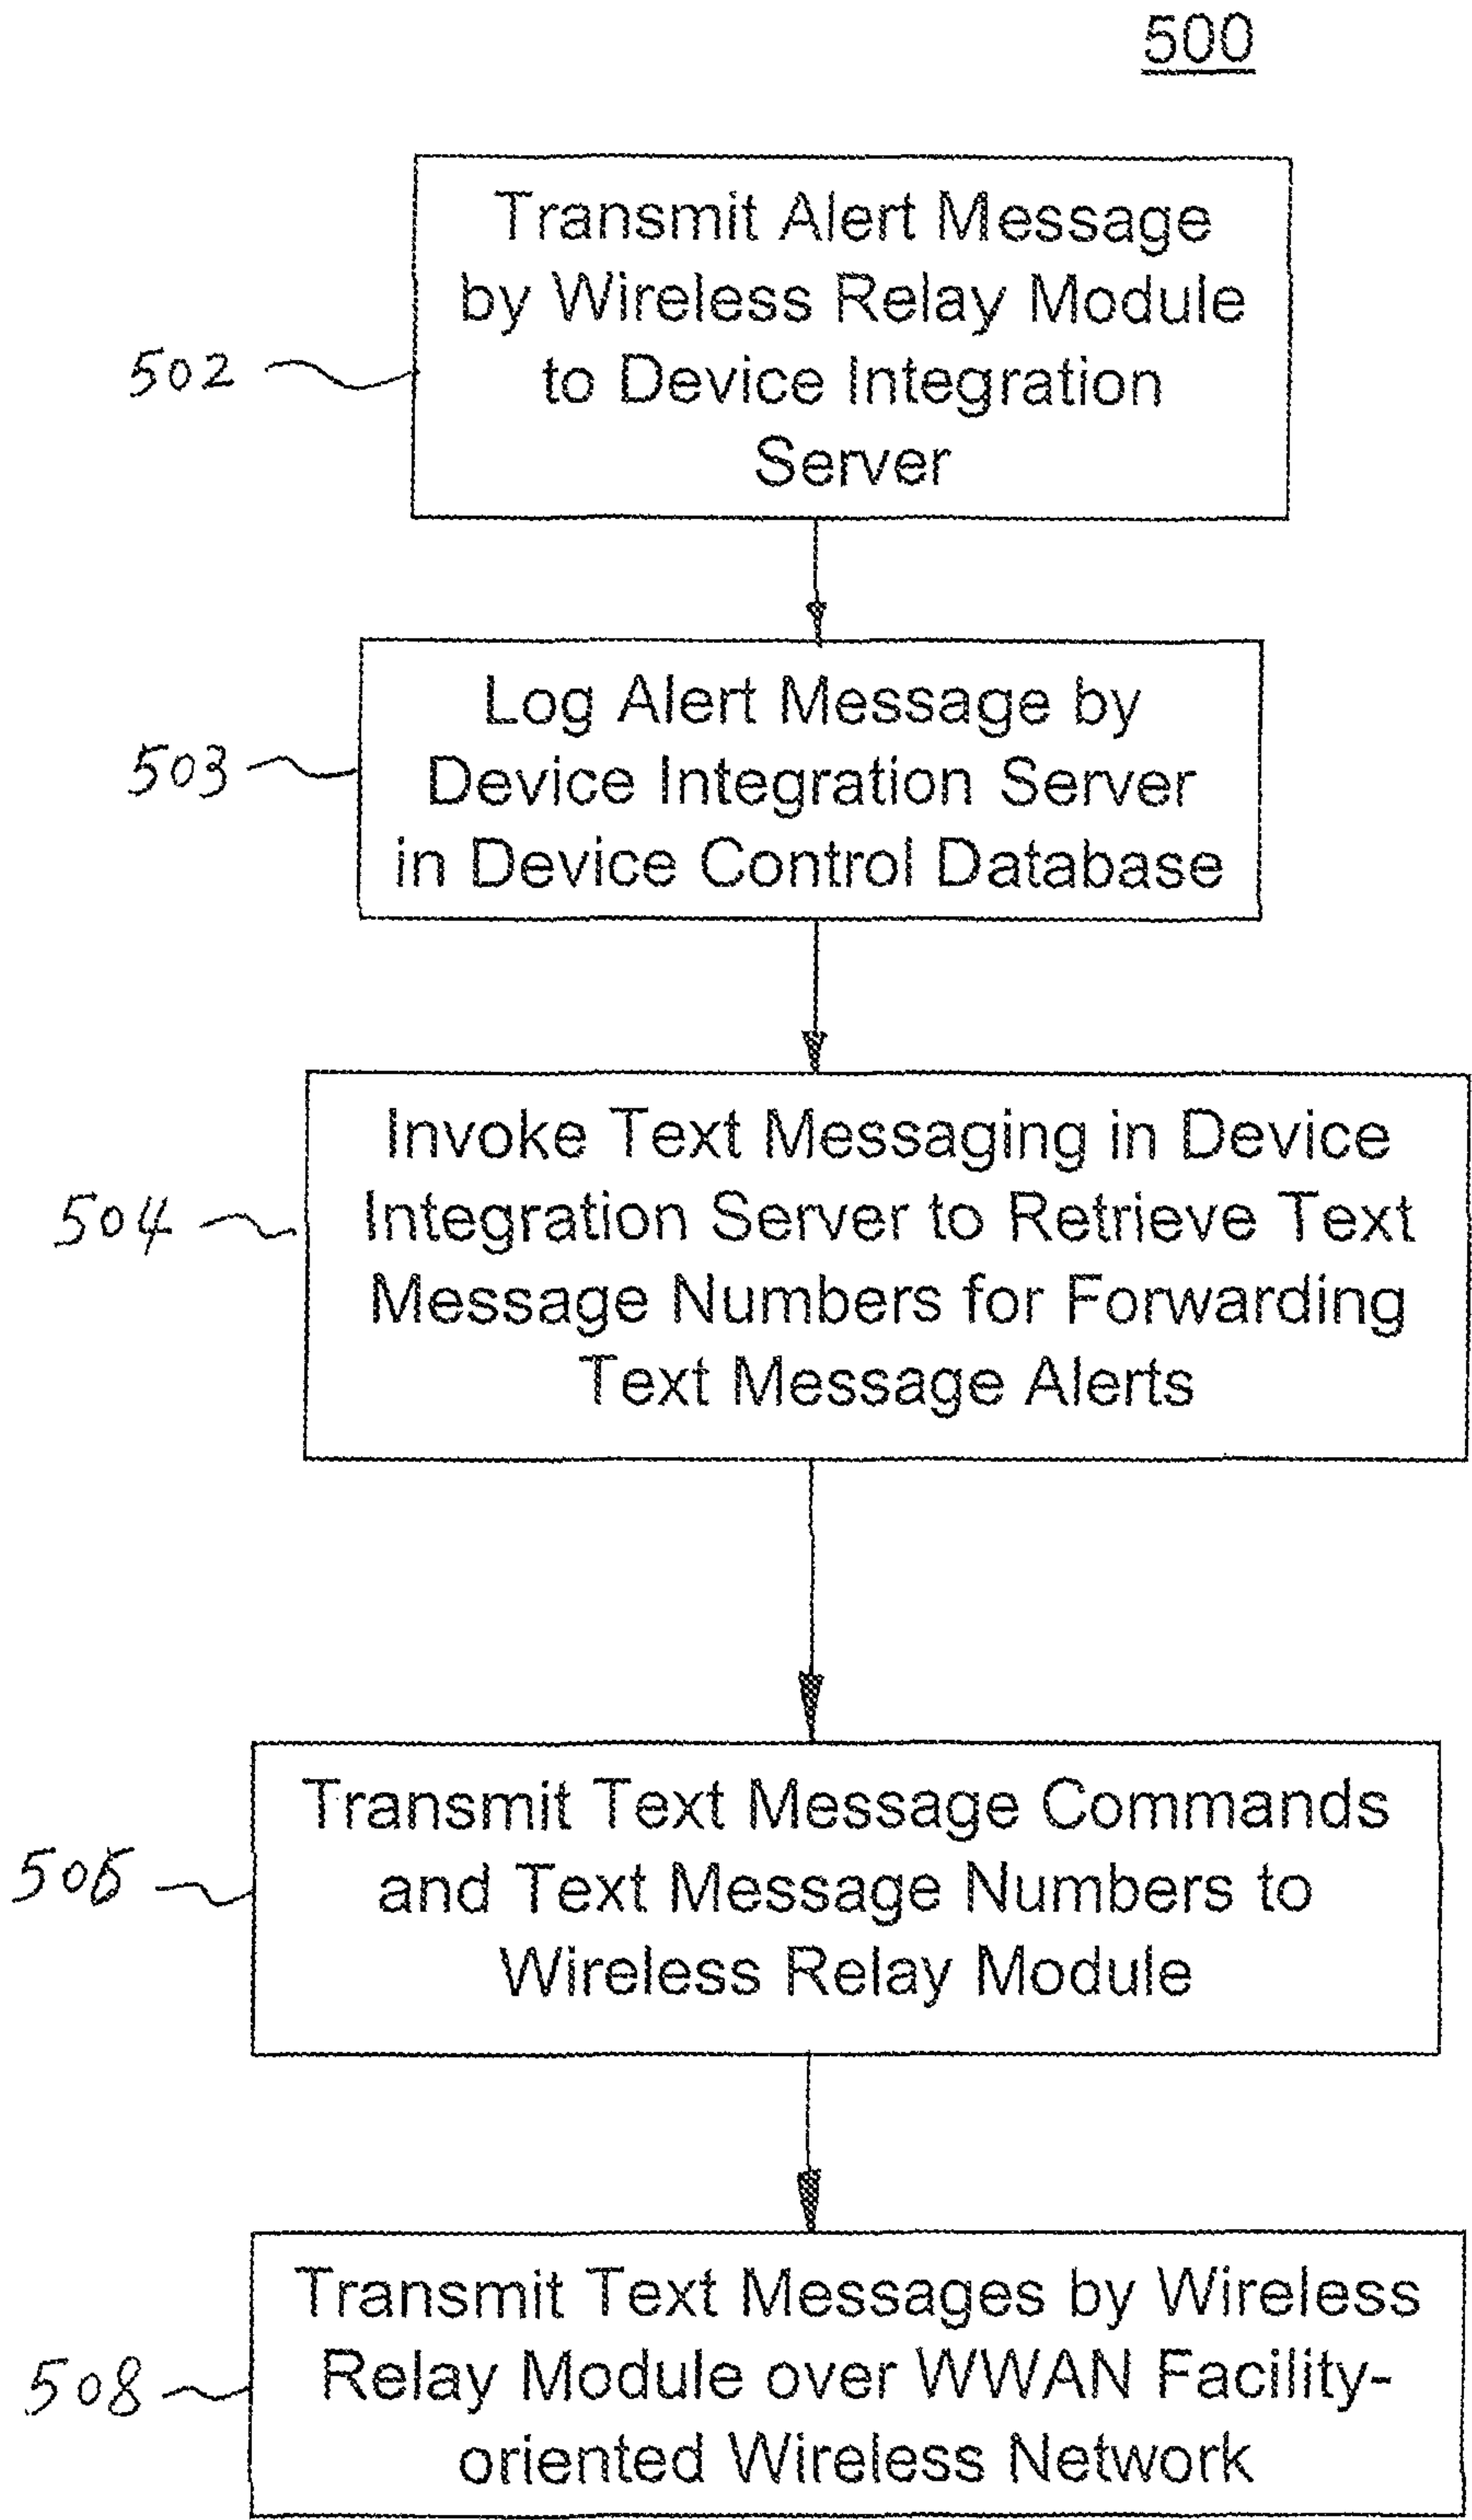 500
Transmit Alert Message
by Wireless Relay Module
to Device Integration
Server
502
Log Alert Message by
Device Integration Server
in Device Control Database
503
Invoke Text Messaging in Device
Integration Server to Retrieve Text
Message Numbers for Forwarding
Text Message Alerts
504
Transmit Text Message Commands
and Text Message Numbers to
Wireless Relay Module
506
Transmit Text Messages by Wireless
Relay Module over WWAN Facility-
oriented Wireless Network
508